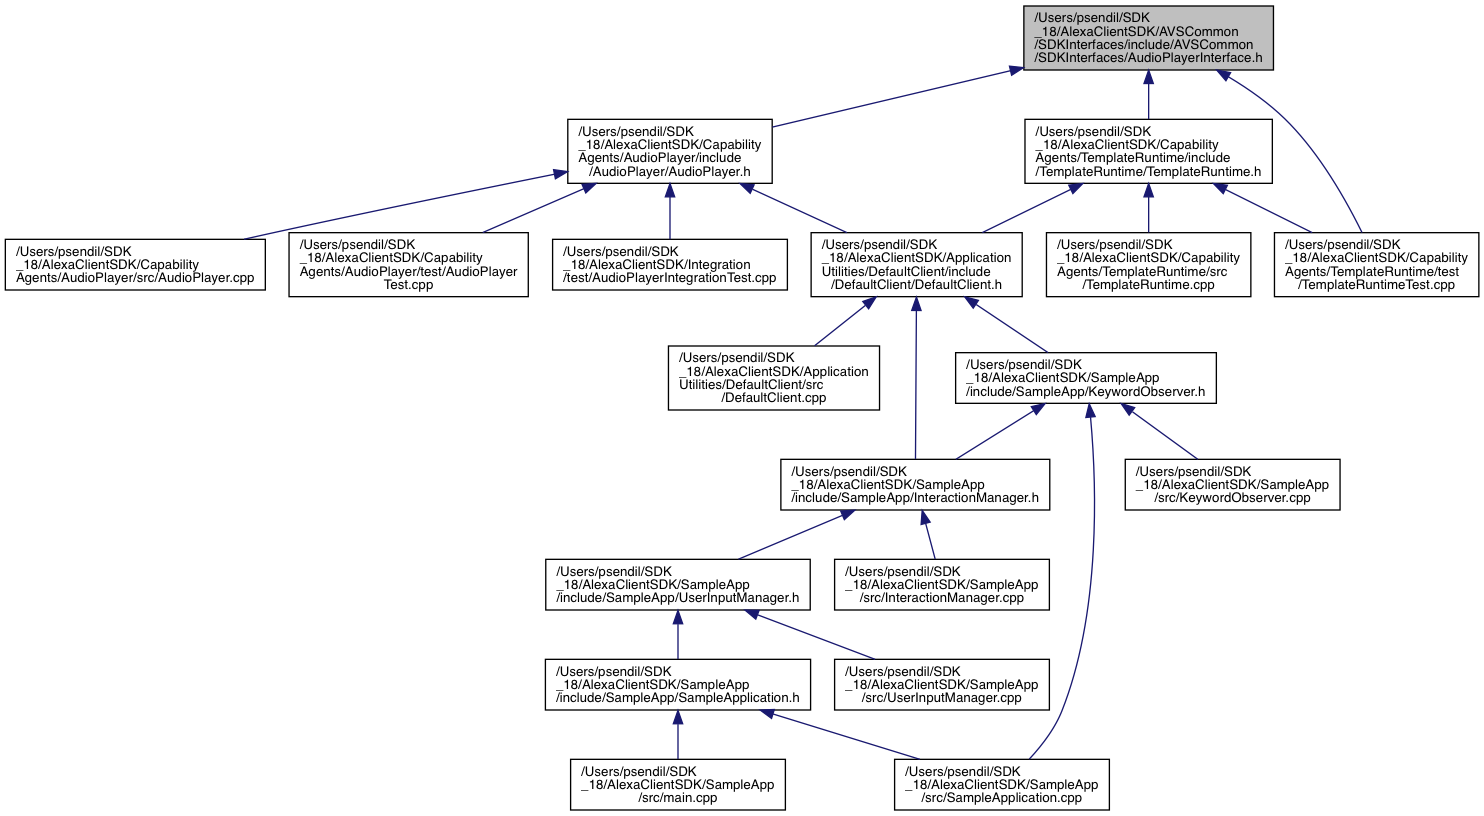 /Users/psendil/SDK
_18/AlexaClientSDK/AVSCommon
/SDKInterfaces/include/AVSCommon
/SDKInterfaces/AudioPlayerInterface.h
/Users/psendil/SDK
_18/AlexaClientSDK/Capability
Agents/AudioPlayer/include
/AudioPlayer/AudioPlayer.h
/Users/psendil/SDK
_18/AlexaClientSDK/Capability
Agents/TemplateRuntime/include
/TemplateRuntime/TemplateRuntime.h
/Users/psendil/SDK
_18/AlexaClientSDK/Capability
Agents/AudioPlayer/src/AudioPlayer.cpp
/Users/psendil/SDK
_18/AlexaClientSDK/Capability
Agents/AudioPlayer/test/AudioPlayer
Test.cpp
/Users/psendil/SDK
_18/AlexaClientSDK/Integration
/test/AudioPlayerIntegrationTest.cpp
/Users/psendil/SDK
_18/AlexaClientSDK/Application
Utilities/DefaultClient/include
/DefaultClient/DefaultClient.h
/Users/psendil/SDK
_18/AlexaClientSDK/Capability
Agents/TemplateRuntime/src
/TemplateRuntime.cpp
/Users/psendil/SDK
_18/AlexaClientSDK/Capability
Agents/TemplateRuntime/test
/TemplateRuntimeTest.cpp
/Users/psendil/SDK
_18/AlexaClientSDK/Application
Utilities/DefaultClient/src
/DefaultClient.cpp
/Users/psendil/SDK
_18/AlexaClientSDK/SampleApp
/include/SampleApp/KeywordObserver.h
/Users/psendil/SDK
_18/AlexaClientSDK/SampleApp
/include/SampleApp/InteractionManager.h
/Users/psendil/SDK
_18/AlexaClientSDK/SampleApp
/src/KeywordObserver.cpp
/Users/psendil/SDK
_18/AlexaClientSDK/SampleApp
/include/SampleApp/UserInputManager.h
/Users/psendil/SDK
_18/AlexaClientSDK/SampleApp
/src/InteractionManager.cpp
/Users/psendil/SDK
_18/AlexaClientSDK/SampleApp
/include/SampleApp/SampleApplication.h
/Users/psendil/SDK
_18/AlexaClientSDK/SampleApp
/src/UserInputManager.cpp
/Users/psendil/SDK
_18/AlexaClientSDK/SampleApp
/src/main.cpp
/Users/psendil/SDK
_18/AlexaClientSDK/SampleApp
/src/SampleApplication.cpp